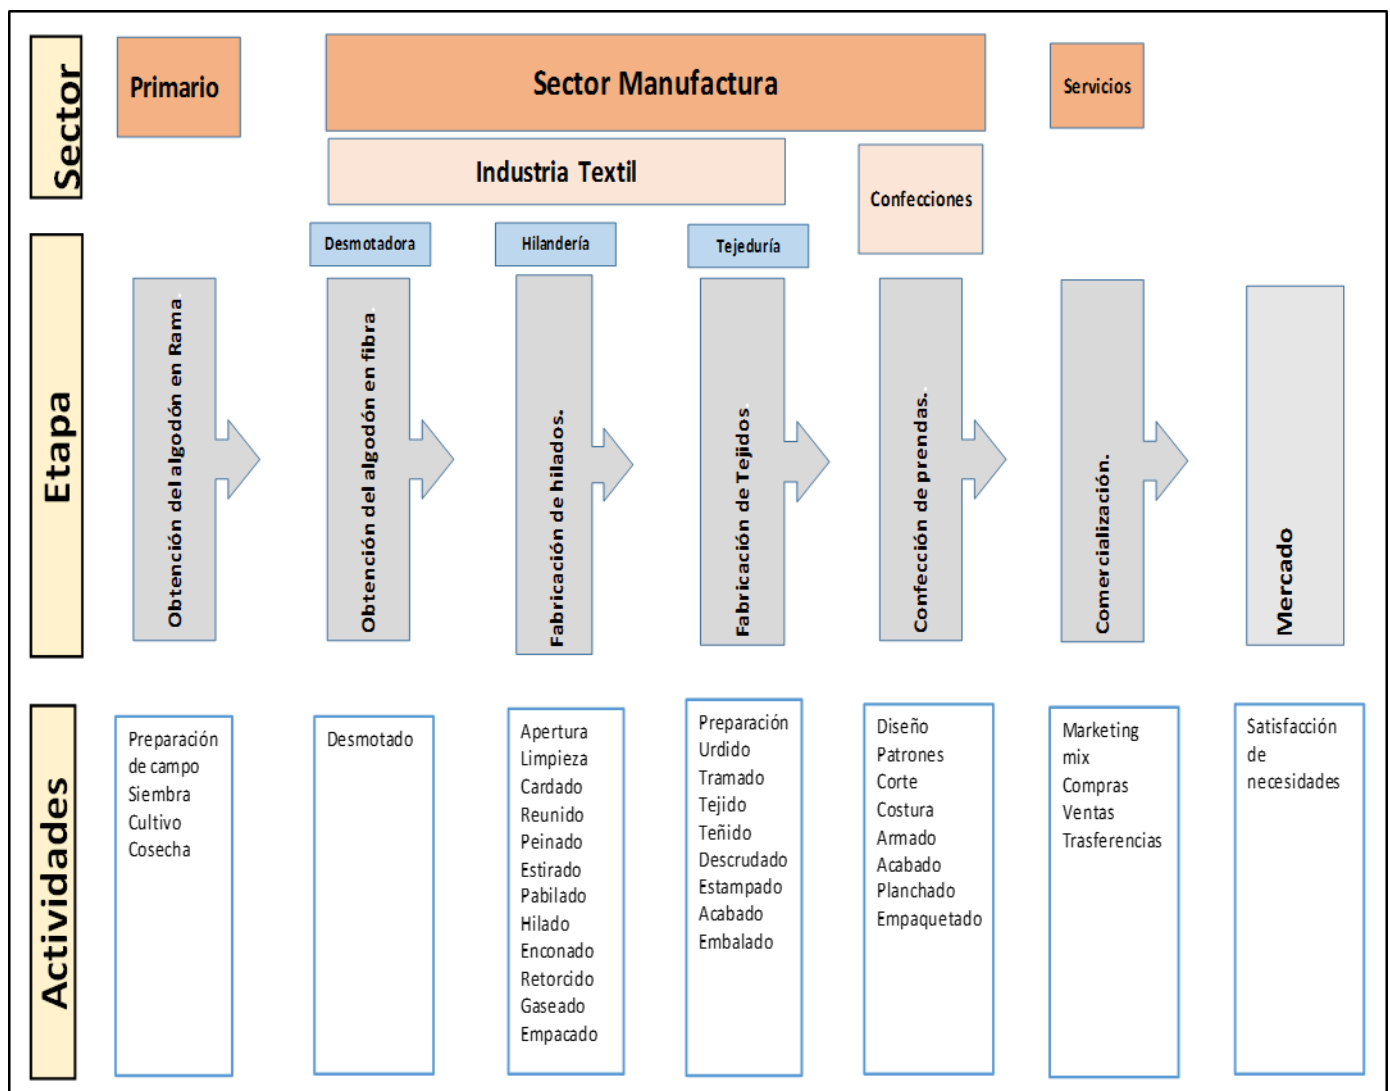 Sector
Primario
Sector Manufactura
Servicios
Industria Textil
Confecciones
Etapa
Desmotadora
Hilandería
Tejeduría
Obtención del algodón en Rama.
Obtención del algodón en fibra.
Fabricación de hilados.
Fabricación de Tejidos.
Confección de prendas..
Comercialización.
Mercado
Actividades
Preparación
de campo
Siembra
Cultivo
Cosecha
Desmotado
Apertura
Limpieza
Cardado
Reunido
Peinado
Estirado
Pabilado
Hilado
Enconado
Retorcido
Gaseado
Empacado
Preparación
Urdido
Tramado
Tejido
Teñido
Descrudado
Estampado
Acabado
Embalado
Diseño
Patrones
Corte
Costura
Armado
Acabado
Planchado
Empaquetado
Marketing
mix
Compras
Ventas
Trasferencias
Satisfacción
de
necesidades